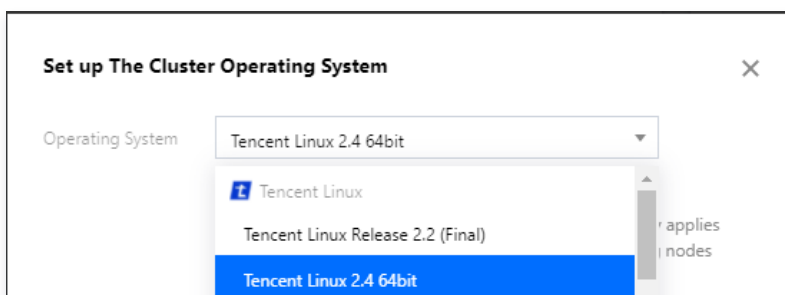 Set up The Cluster Operating System
Operating System
Tencent Linux 2.4 64bit
Tencent Linux
Tencent Linux Release 2.2 (Final)
applies
nodes
Tencent Linux 2.4 64bit